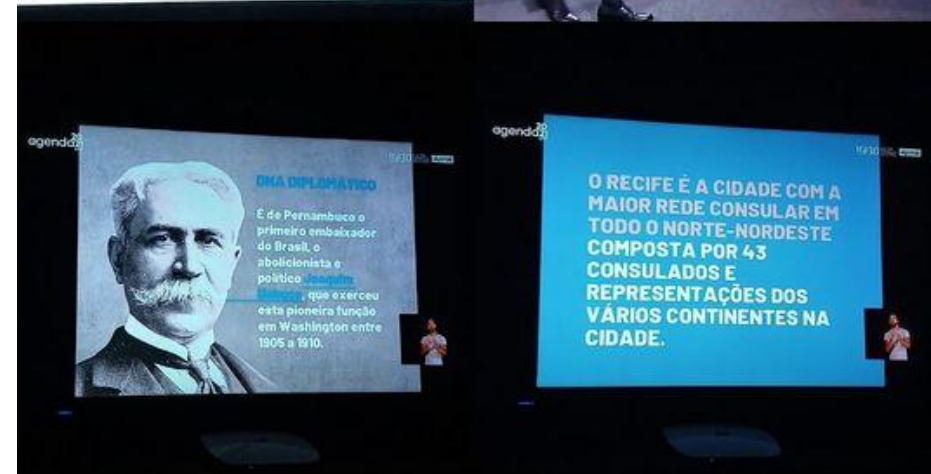 agenda
DNA DIPLOMÁTICO
É de Pernambuco o
primeiro embaixador
do Brasil, o
abolicionista e
político Joaquim
Nabuco, que exerceu
esta pioneira função
em Washington entre
1905 a 1910.
agenda
O RECIFE É A CIDADE COM A
MAIOR REDE CONSULAR EM
TODO O NORTE-NORDESTE
COMPOSTA POR 43
CONSULADOS E
REPRESENTAÇÕES DOS
VÁRIOS CONTINENTES NA
CIDADE.